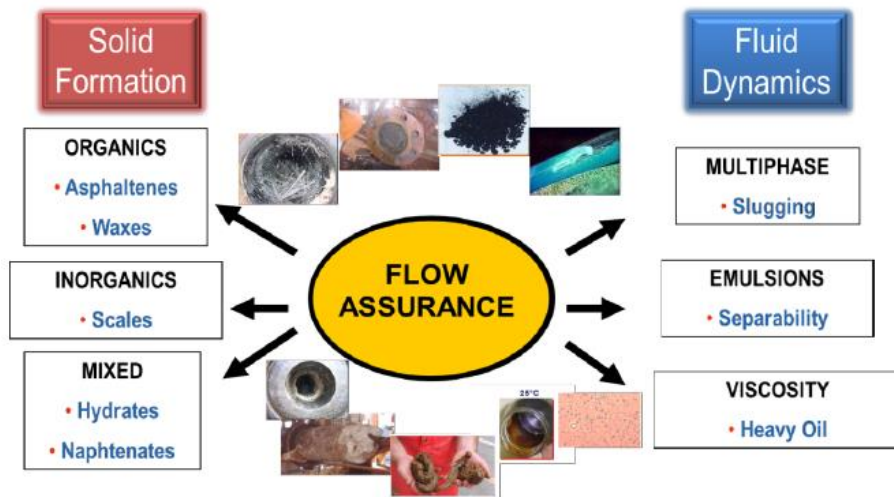 Solid
Formation
Fluid
Dynamics
ORGANICS
• Asphaltenes
• Waxes
INORGANICS
• Scales
MIXED
• Hydrates
• Naphtenates
FLOW
ASSURANCE
MULTIPHASE
• Slugging
EMULSIONS
• Separability
VISCOSITY
• Heavy Oil
25°C